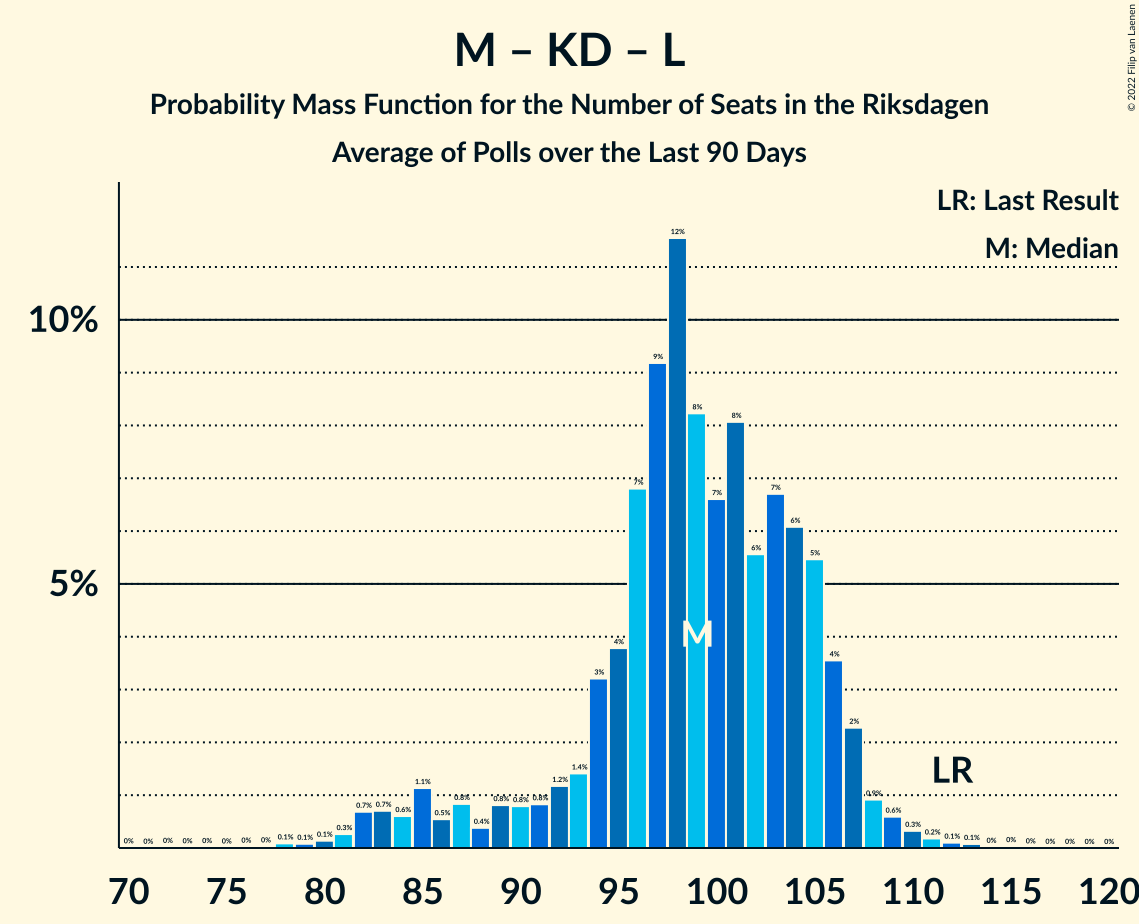 M – KD – L
Probability Mass Function for the Number of Seats in the Riksdagen
Average of Polls over the Last 90 Days
© 2022 Filip van Laenen
LR: Last Result
M: Median
10%
5%
0% 0% 0% 0% 0% 0% 0% 0% 0.1% 0.1% 0.1% 0.3% 0.7% 0.7% 0.6% 1.1% 0.5% 0.8% 0.4% 0.8% 0.8% 0.8% 1.2% 1.4% 3% 4% 7% 9% 12% 8% 7% 8% 6% 7% 6% 5% 4% 2% 0.9% 0.6% 0.3% 0.2% 0.1% 0.1% 0% 0% 0% 0% 0% 0% 0%
M
LR
70 75 80 85 90 95 100 105 110 115 120